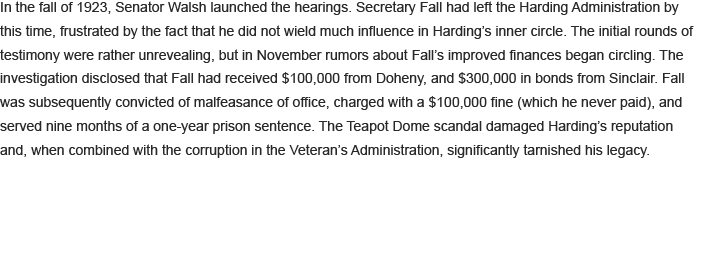 In the fall of 1923, Senator Walsh launched the hearings. Secretary Fall had left the Harding Administration by
this time, frustrated by the fact that he did not wield much influence in Harding’s inner circle. The initial rounds of
testimony were rather unrevealing, but in November rumors about Fall’s improved finances began circling. The
investigation disclosed that Fall had received $100,000 from Doheny, and $300,000 in bonds from Sinclair. Fall
was subsequently convicted of malfeasance of office, charged with a $100,000 fine (which he never paid), and
served nine months of a one-year prison sentence. The Teapot Dome scandal damaged Harding’s reputation
and, when combined with the corruption in the Veteran’s Administration, significantly tarnished his legacy.